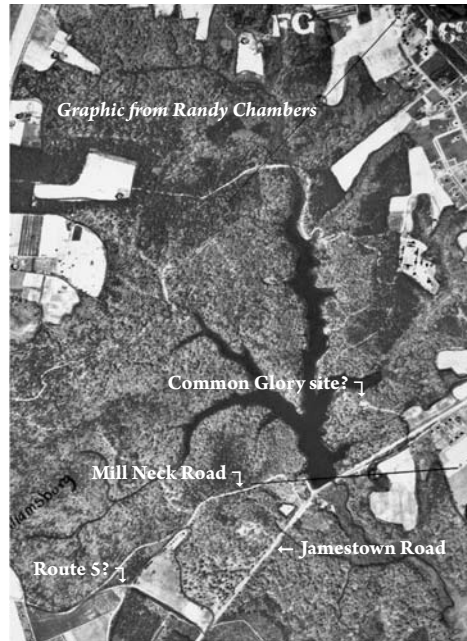 FG
Graphic from Randy Chambers
Common Glory site?
Mill Neck Road
Jamestown Road
Route 5?